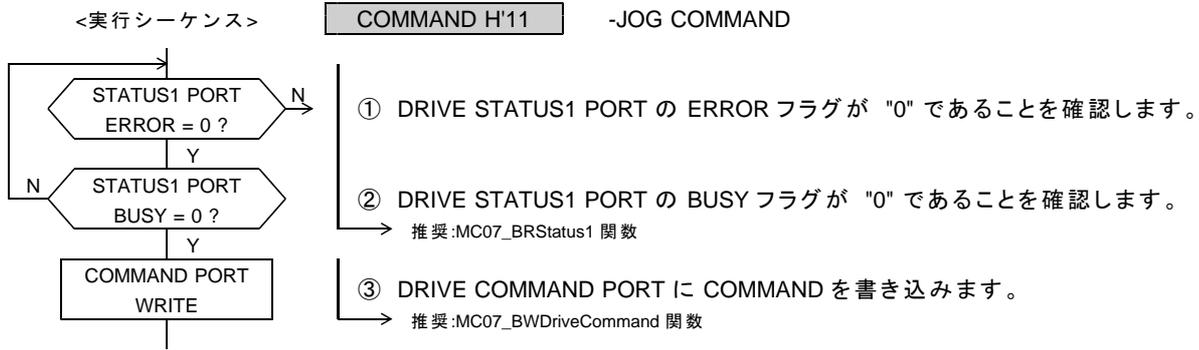 <実行シーケンス>
COMMAND H'11
-JOG COMMAND
STATUS1 PORT
ERROR = 0 ?
N
Y
① DRIVE STATUS1 PORT の ERROR フラグが "0" であることを確認します。
N
STATUS1 PORT
BUSY = 0 ?
Y
② DRIVE STATUS1 PORT の BUSY フラグが "0" であることを確認します。
推奨:MC07_BRStatus1 関数
COMMAND PORT
WRITE
③ DRIVE COMMAND PORT に COMMAND を書き込みます。
推奨:MC07_BWDriveCommand 関数